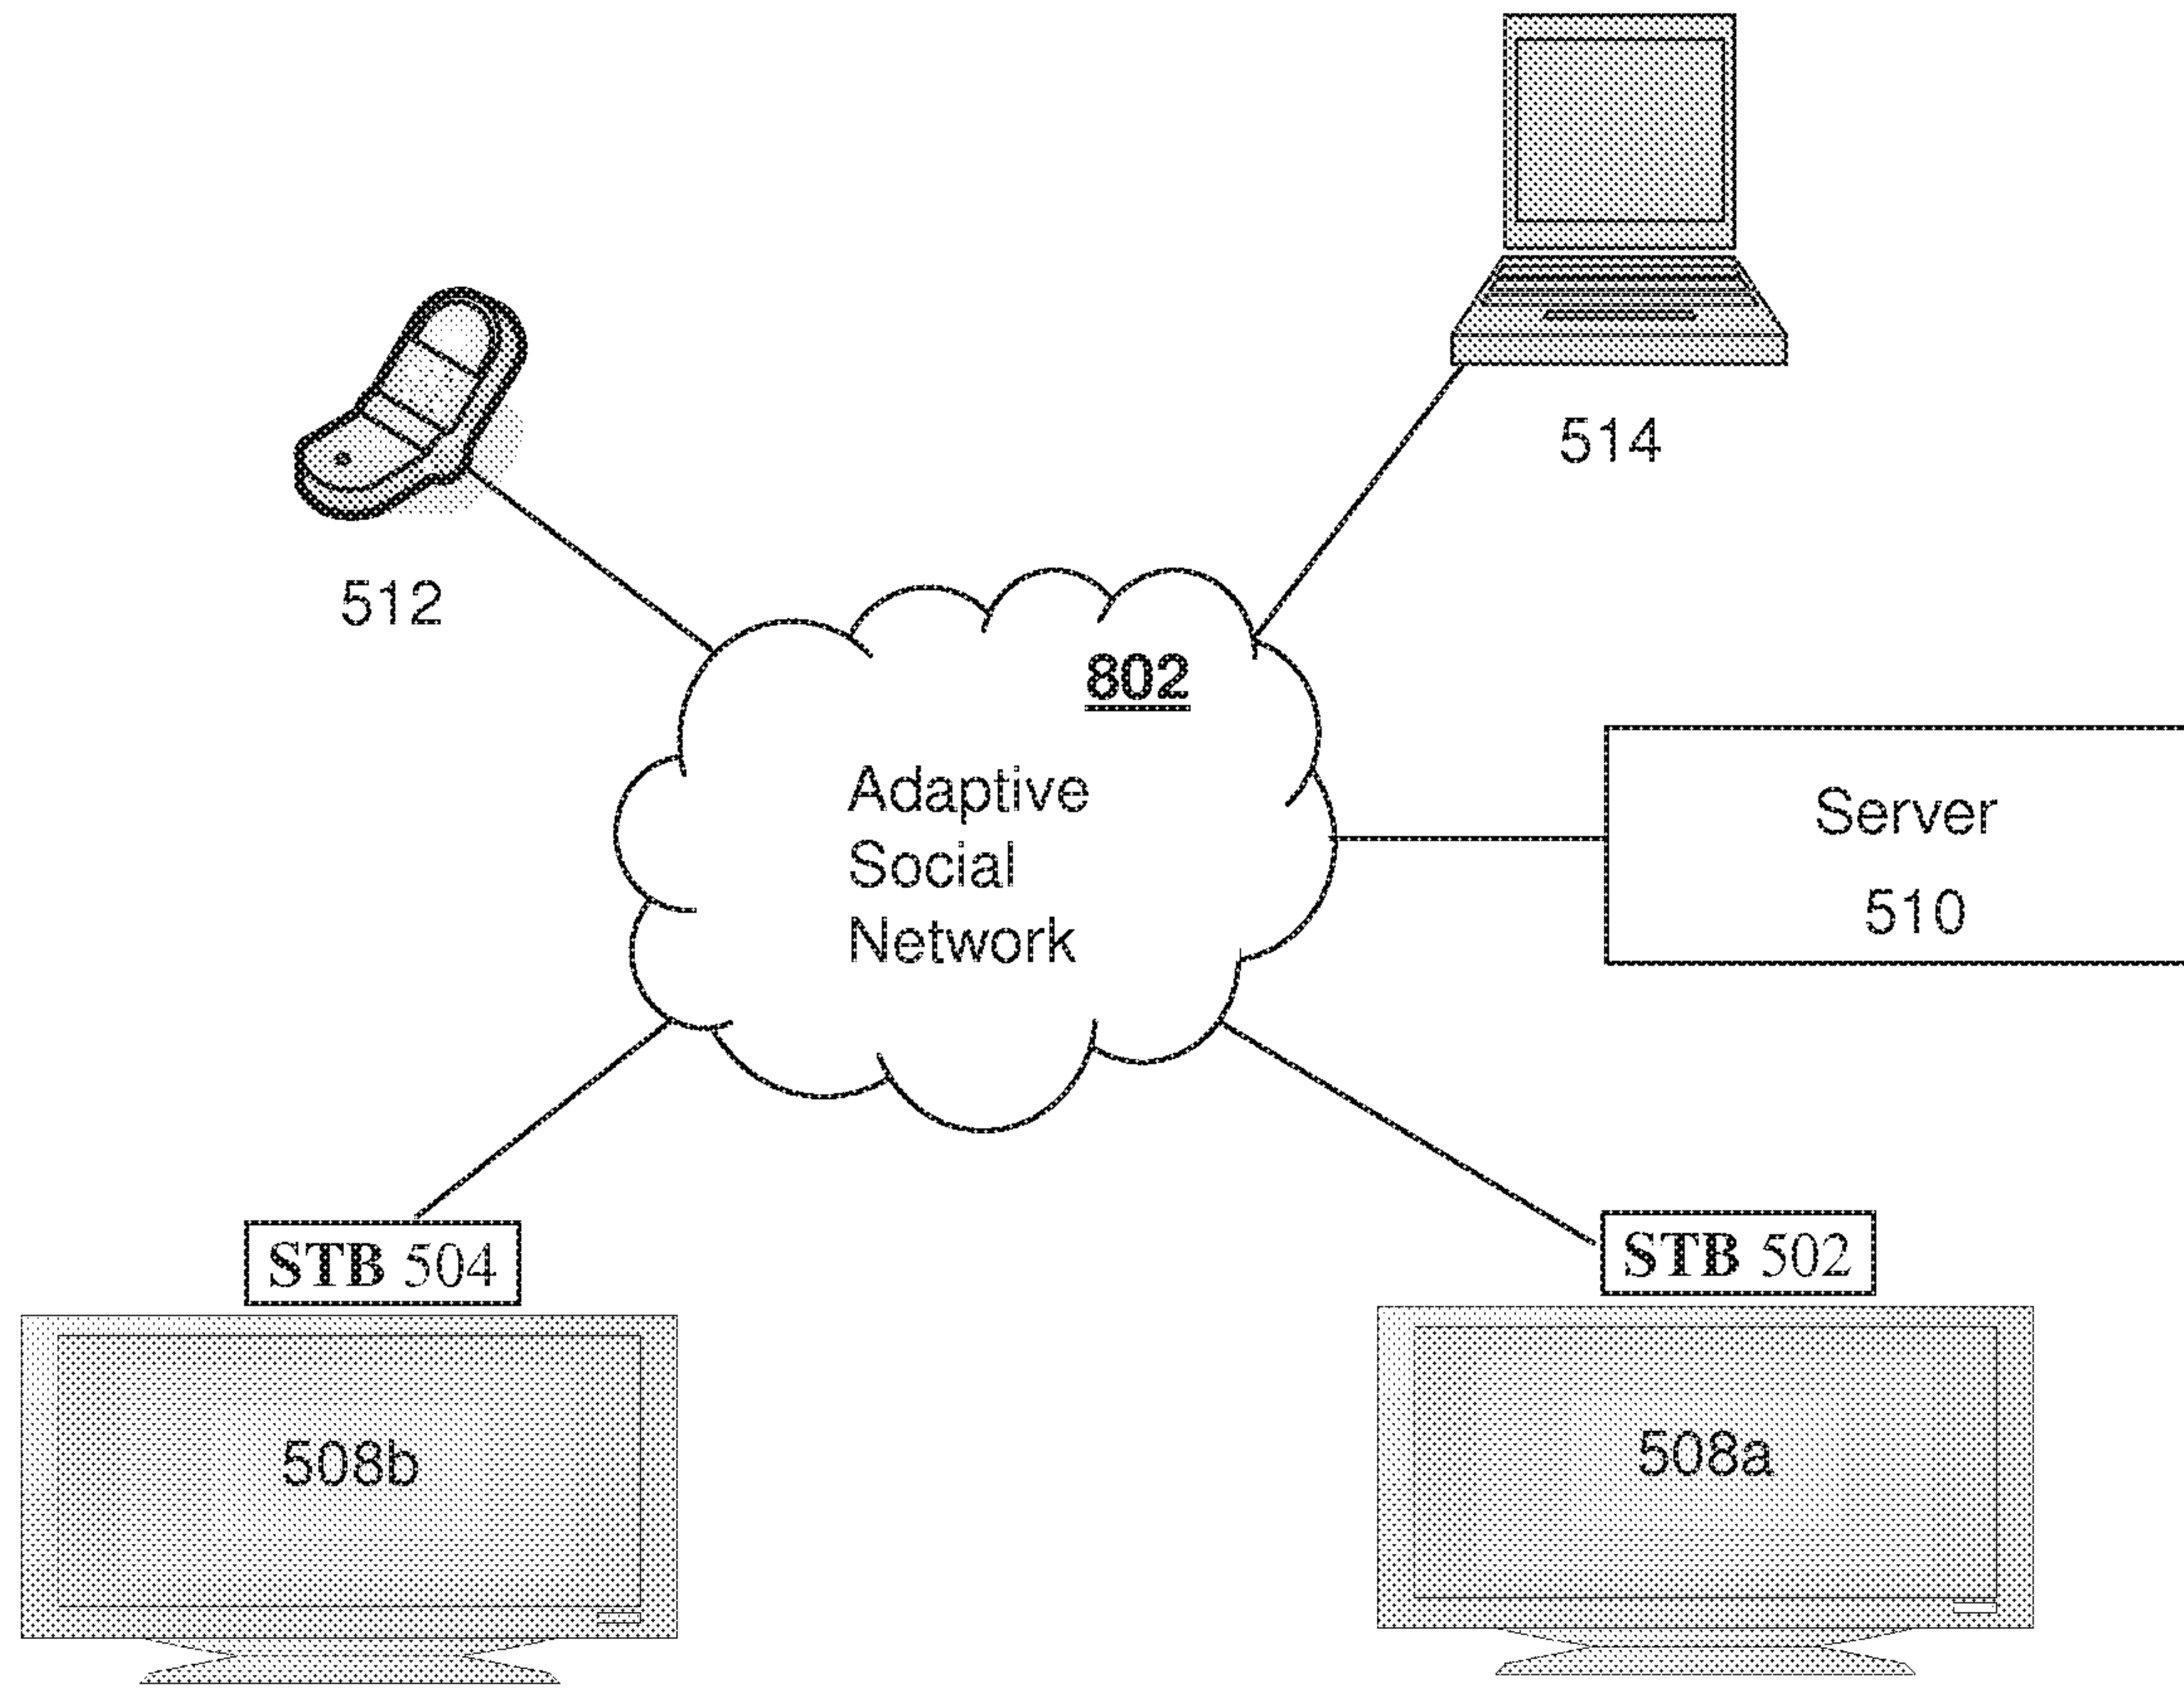 514
512
802
Adaptive
Social
Network
Server
510
STB 504
STB 502
508b
508a